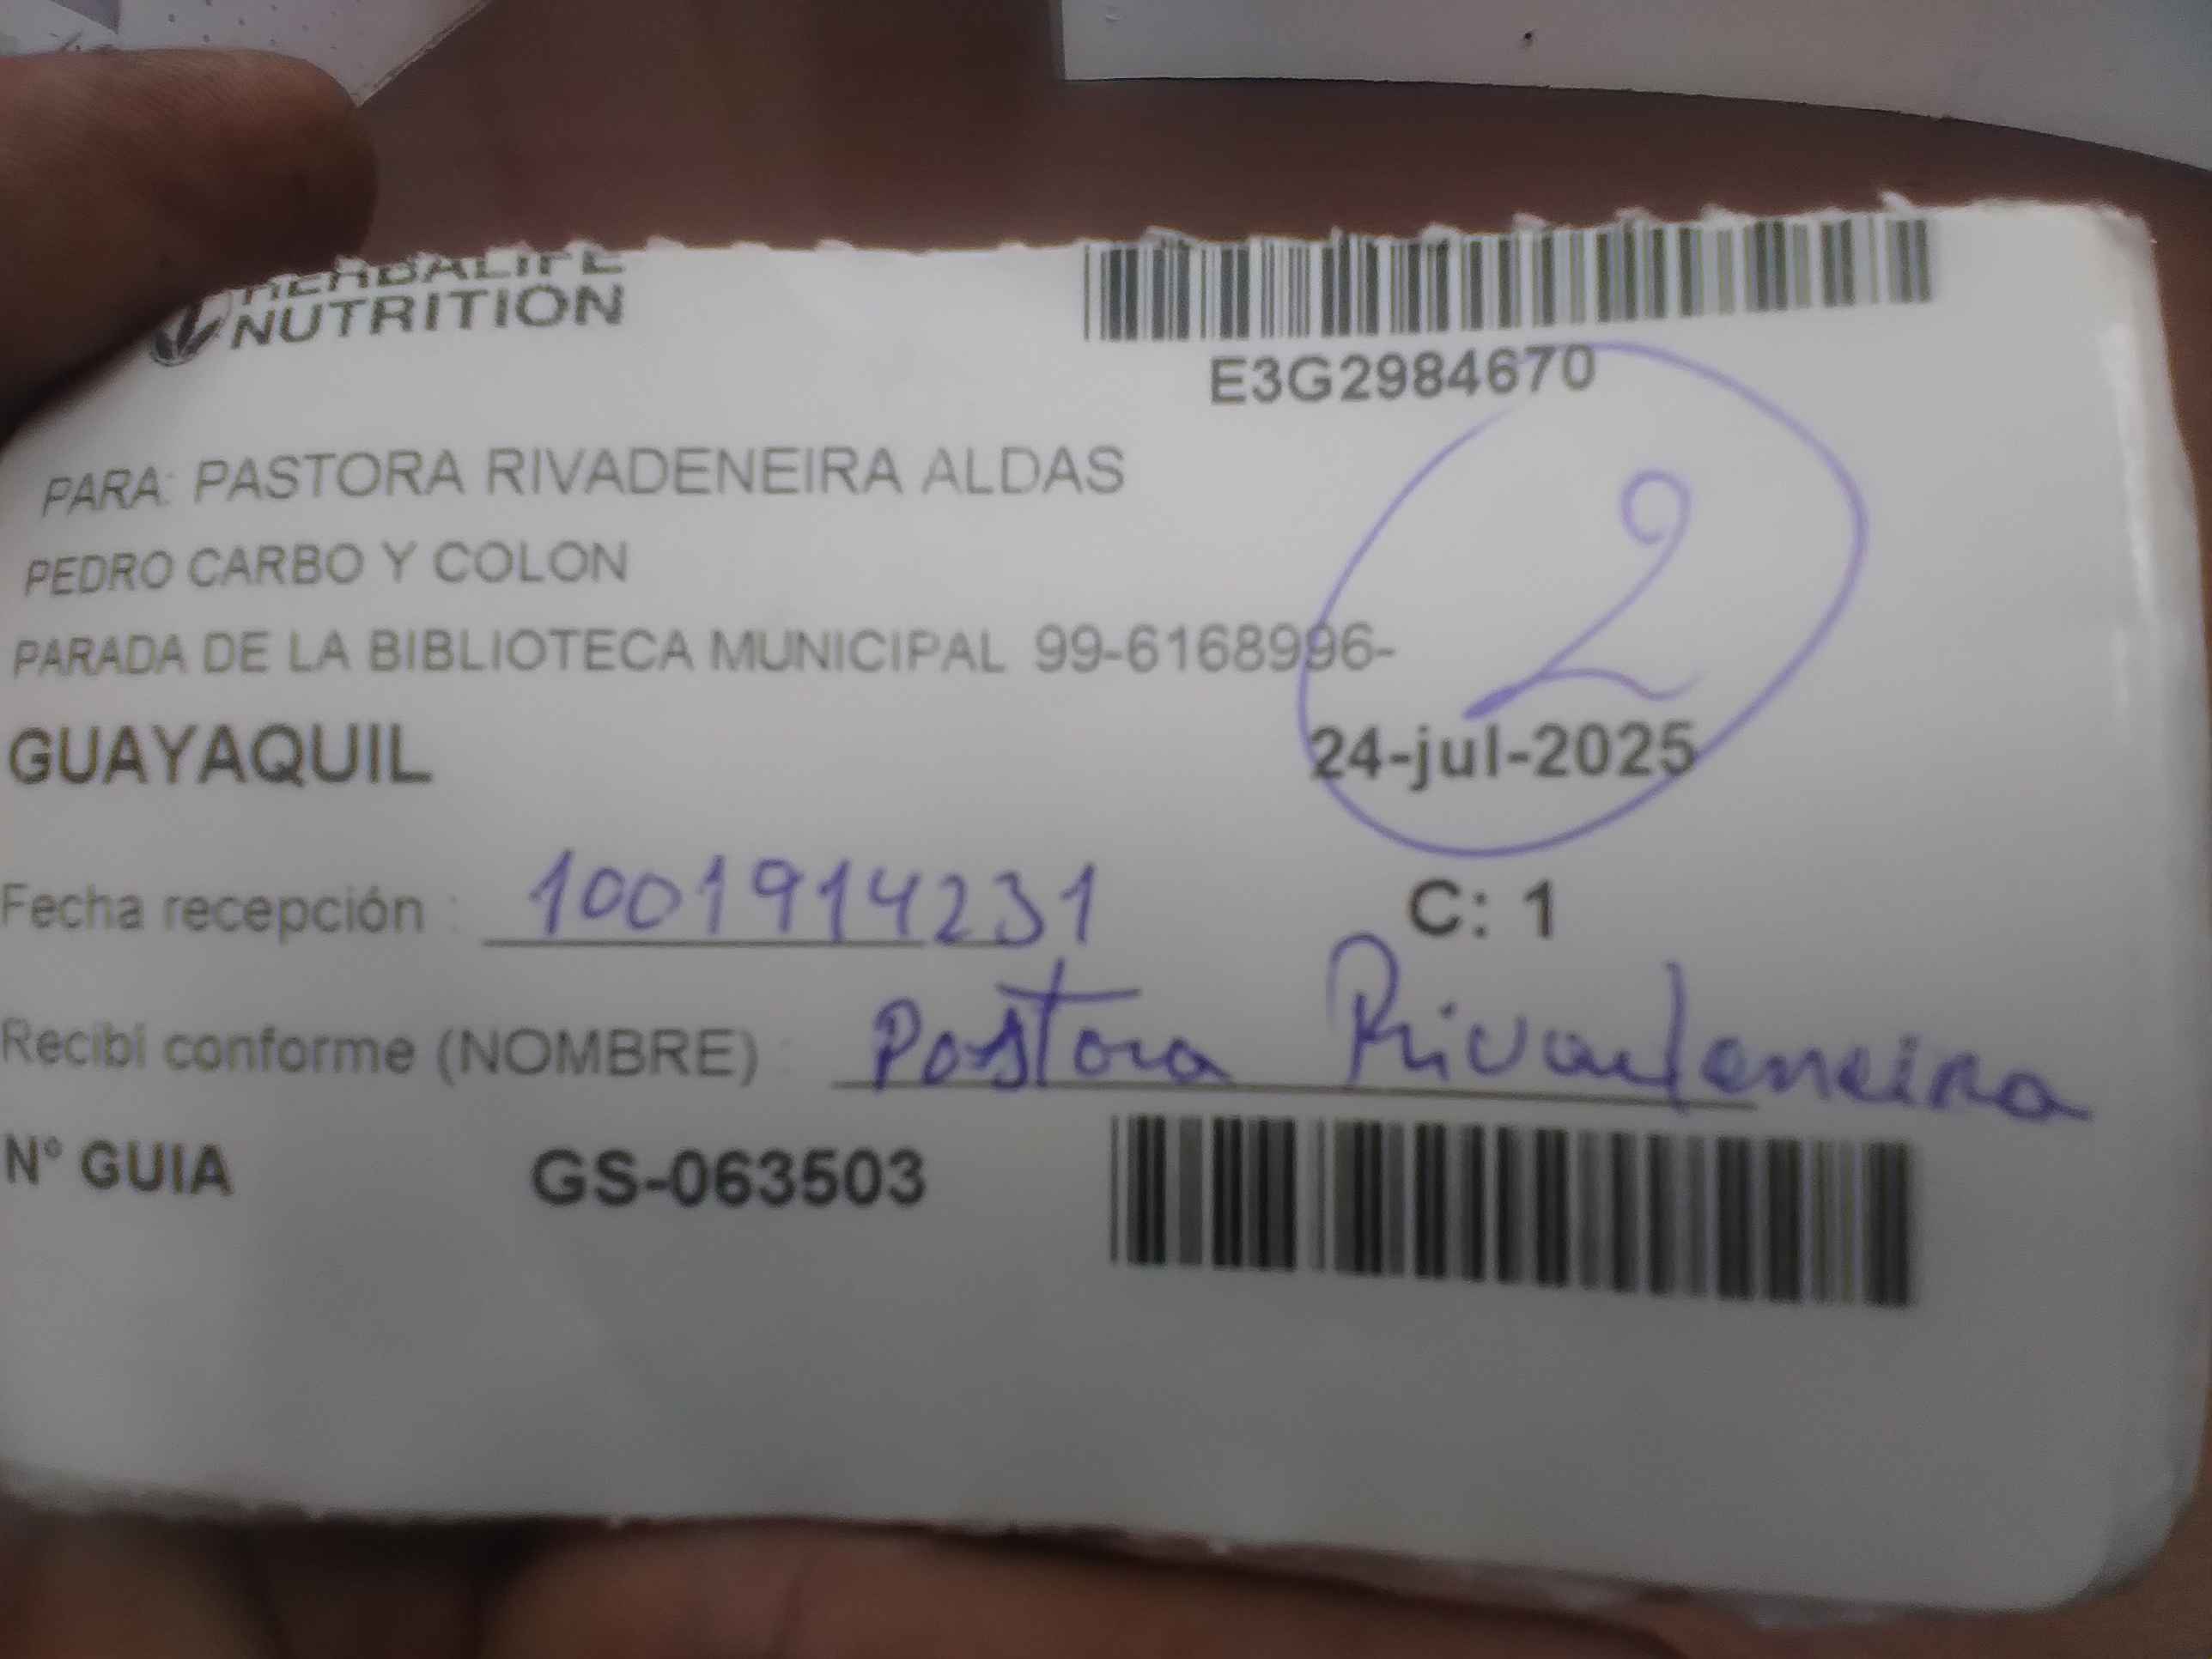 HERBALIFE
NUTRITION
E3G2984670
PARA: PASTORA RIVADENEIRA ALDAS
PEDRO CARBO Y COLON
2
PARADA DE LA BIBLIOTECA MUNICIPAL 99-6168996-
GUAYAQUIL 24-jul-2025
Fecha recepción : 1001914231 C: 1
Recibí conforme (NOMBRE) : Pastora Rivadeneira
N° GUIA GS-063503